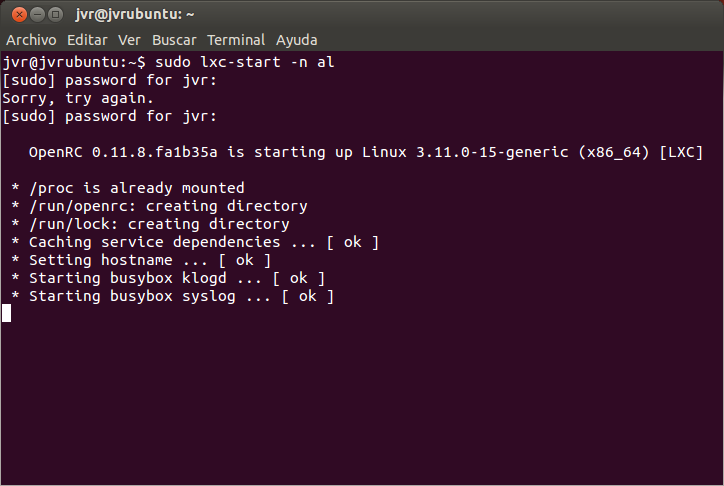 jvr@jvrubuntu: ~
Archivo Editar Ver Buscar Terminal Ayuda
jvr@jvrubuntu:~$ sudo lxc-start -n al
[sudo] password for jvr:
Sorry, try again.
[sudo] password for jvr:
OpenRC 0.11.8.fa1b35a is starting up Linux 3.11.0-15-generic (x86_64) [LXC]
* /proc is already mounted
* /run/openrc: creating directory
* /run/lock: creating directory
* Caching service dependencies ... [ ok ]
* Setting hostname ... [ ok ]
* Starting busybox klogd ... [ ok ]
* Starting busybox syslog ... [ ok ]